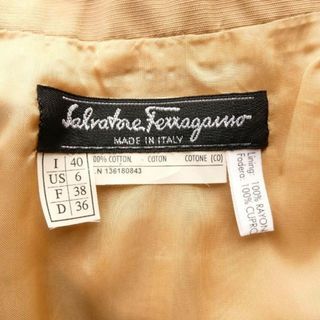 Salvatore Ferragamo
MADE IN ITALY
I 40
US 6
F 38
D 36
00% COTTON. - COTON COTONE (CO)
.N 136180843
Lining: 100% RAYON
Fodera: 100% CUPRO